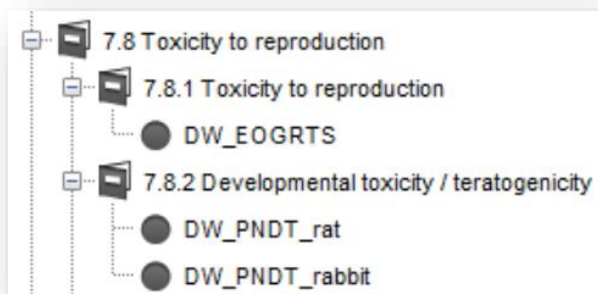 7.8 Toxicity to reproduction
7.8.1 Toxicity to reproduction
DW_EOGRTS
7.8.2 Developmental toxicity / teratogenicity
DW_PNDT_rat
DW_PNDT_rabbit